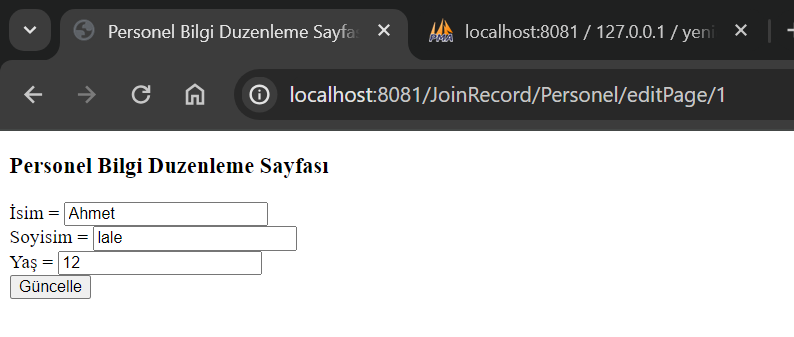 Personel Bilgi Duzenleme Sayfa
localhost:8081 / 127.0.0.1 / yeni
localhost:8081/JoinRecord/Personel/editPage/1
Personel Bilgi Duzenleme Sayfası
İsim = Ahmet
Soyisim = lale
Yaş = 12
Güncelle